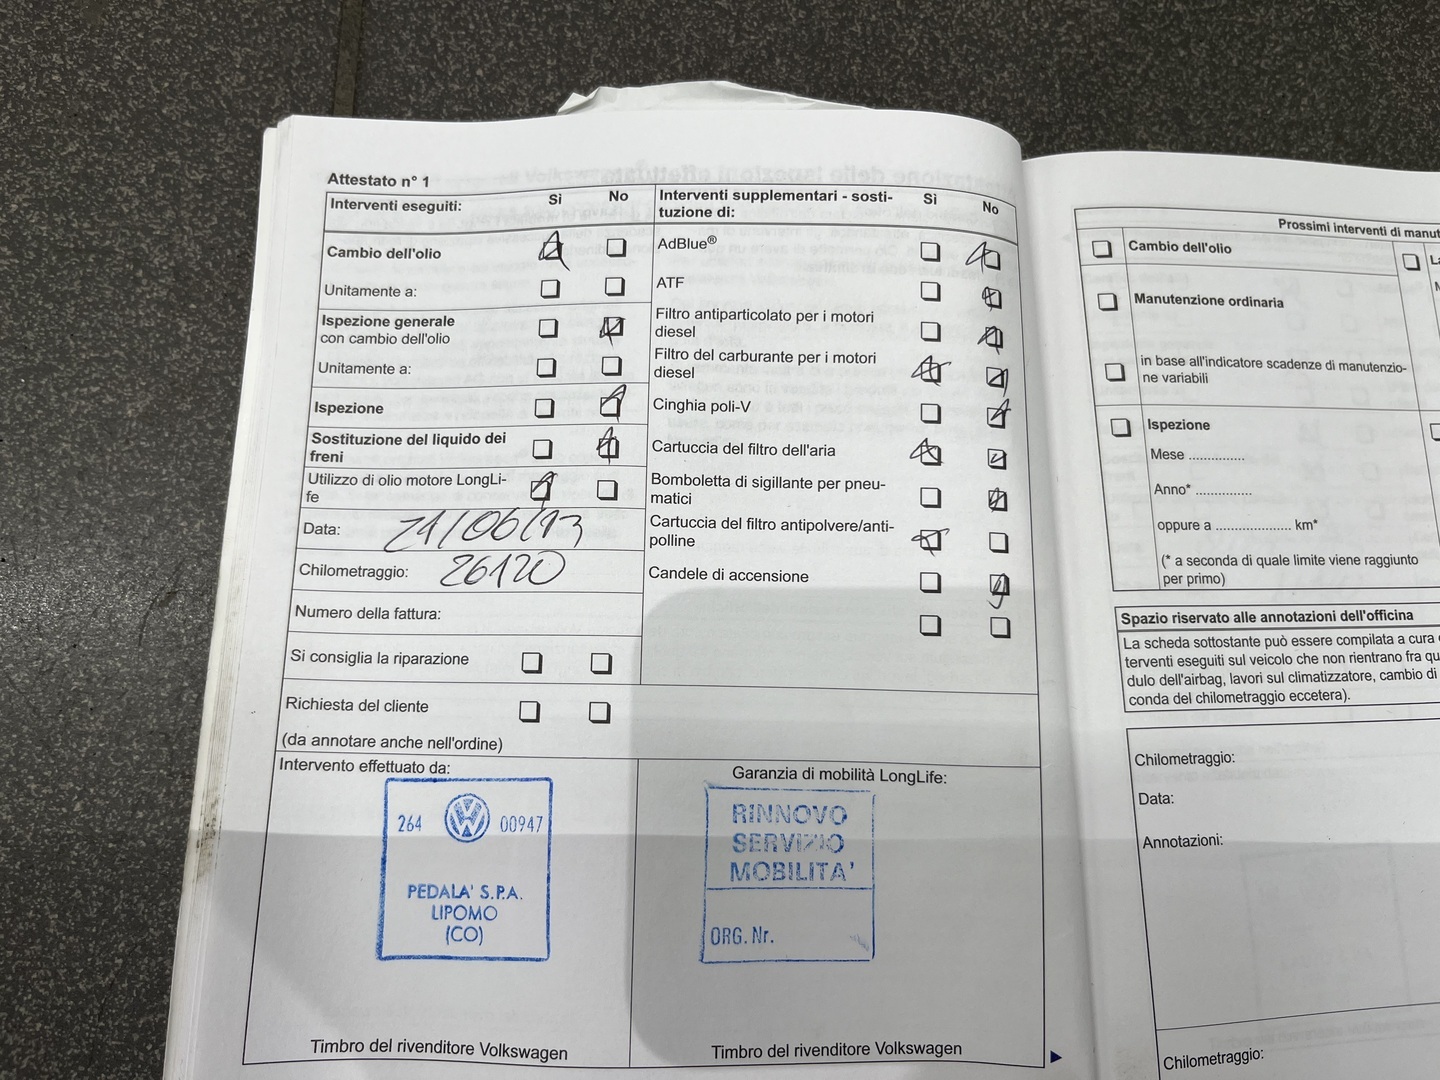 Attestato n° 1
Interventi eseguiti: Sì No
Cambio dell'olio
Unitamente a:
Ispezione generale
con cambio dell'olio
Unitamente a:
Ispezione
Sostituzione del liquido dei
freni
Utilizzo di olio motore LongLi-
fe
Data: 21/06/13
Chilometraggio: 26120
Numero della fattura:
Si consiglia la riparazione
Richiesta del cliente
(da annotare anche nell'ordine)
Interventi supplementari - sosti-
tuzione di: Sì No
AdBlue®
ATF
Filtro antiparticolato per i motori
diesel
Filtro del carburante per i motori
diesel
Cinghia poli-V
Cartuccia del filtro dell'aria
Bomboletta di sigillante per pneu-
matici
Cartuccia del filtro antipolvere/anti-
polline
Candele di accensione
Intervento effettuato da:
264 00947
PEDALA' S.P.A.
LIPOMO
(CO)
Timbro del rivenditore Volkswagen
Garanzia di mobilità LongLife:
RINNOVO
SERVIZIO
MOBILITA'
ORG. Nr.
Timbro del rivenditore Volkswagen
Prossimi interventi di manut
Cambio dell'olio
Manutenzione ordinaria
in base all'indicatore scadenze di manutenzio-
ne variabili
Ispezione
Mese ..............
Anno* ..............
oppure a ................... km*
(* a seconda di quale limite viene raggiunto
per primo)
Spazio riservato alle annotazioni dell'officina
La scheda sottostante può essere compilata a cura
terventi eseguiti sul veicolo che non rientrano fra qu
dulo dell'airbag, lavori sul climatizzatore, cambio di
conda del chilometraggio eccetera).
Chilometraggio:
Data:
Annotazioni:
Chilometraggio: